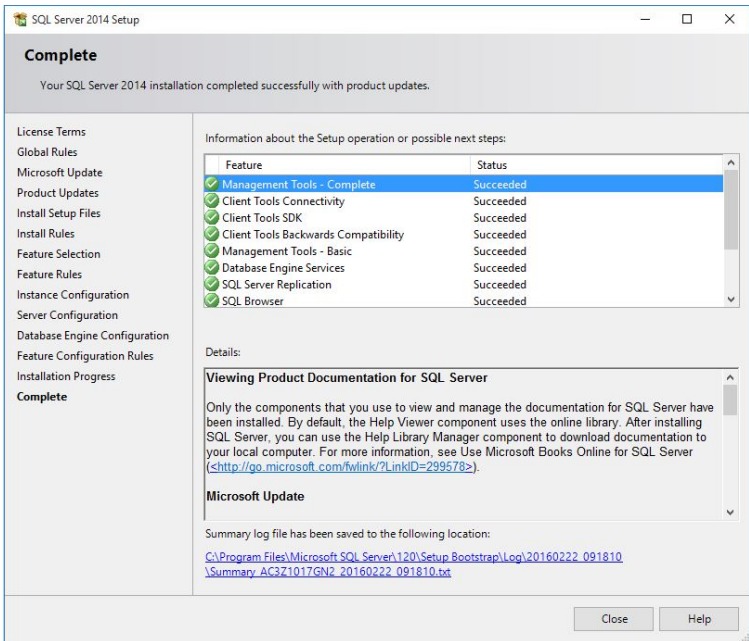 SQL Server 2014 Setup
Complete
Your SQL Server 2014 installation completed successfully with product updates.
License Terms
Global Rules
Microsoft Update
Product Updates
Install Setup Files
Install Rules
Feature Selection
Feature Rules
Instance Configuration
Server Configuration
Database Engine Configuration
Feature Configuration Rules
Installation Progress
Complete
Information about the Setup operation or possible next steps:
Feature Status
Management Tools - Complete Succeeded
Client Tools Connectivity Succeeded
Client Tools SDK Succeeded
Client Tools Backwards Compatibility Succeeded
Management Tools - Basic Succeeded
Database Engine Services Succeeded
SQL Server Replication Succeeded
SQL Browser Succeeded
Details:
Viewing Product Documentation for SQL Server
Only the components that you use to view and manage the documentation for SQL Server have
been installed. By default, the Help Viewer component uses the online library. After installing
SQL Server, you can use the Help Library Manager component to download documentation to
your local computer. For more information, see Use Microsoft Books Online for SQL Server
(<http://go.microsoft.com/fwlink/?LinkID=299578>).
Microsoft Update
Summary log file has been saved to the following location:
C:\Program Files\Microsoft SQL Server\120\Setup Bootstrap\Log\20160222_091810
\Summary_AC3Z1017GN2_20160222_091810.txt
Close Help